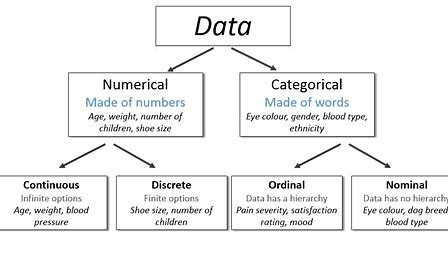 Data
Numerical
Made of numbers
Age, weight, number of
children, shoe size
Categorical
Made of words
Eye colour, gender, blood type,
ethnicity
Continuous
Infinite options
Age, weight, blood
pressure
Discrete
Finite options
Shoe size, number of
children
Ordinal
Data has a hierarchy
Pain severity, satisfaction
rating, mood
Nominal
Data has no hierarchy
Eye colour, dog breed,
blood type